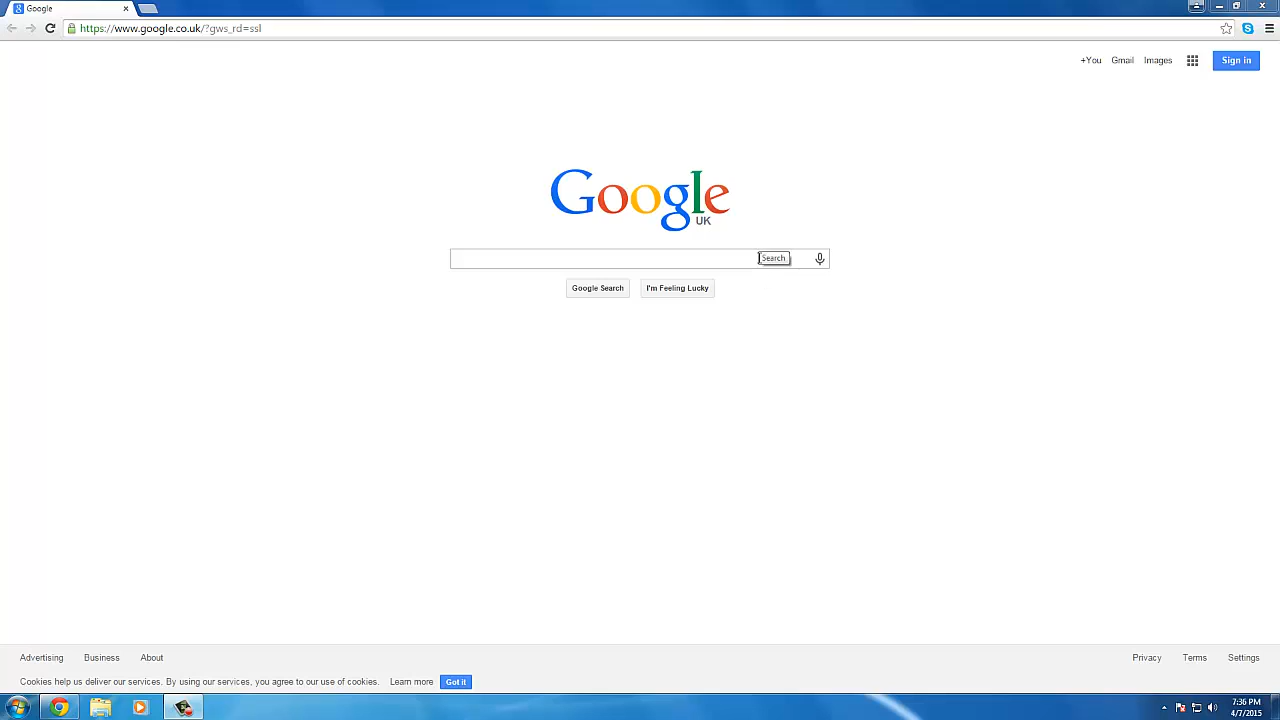 Google
https://www.google.co.uk/?gws_rd=ssl
+You Gmail Images Sign in
Google
UK
Search
Google Search I'm Feeling Lucky
Advertising Business About Privacy Terms Settings
Cookies help us deliver our services. By using our services, you agree to our use of cookies. Learn more Got it
7:36 PM
4/7/2015